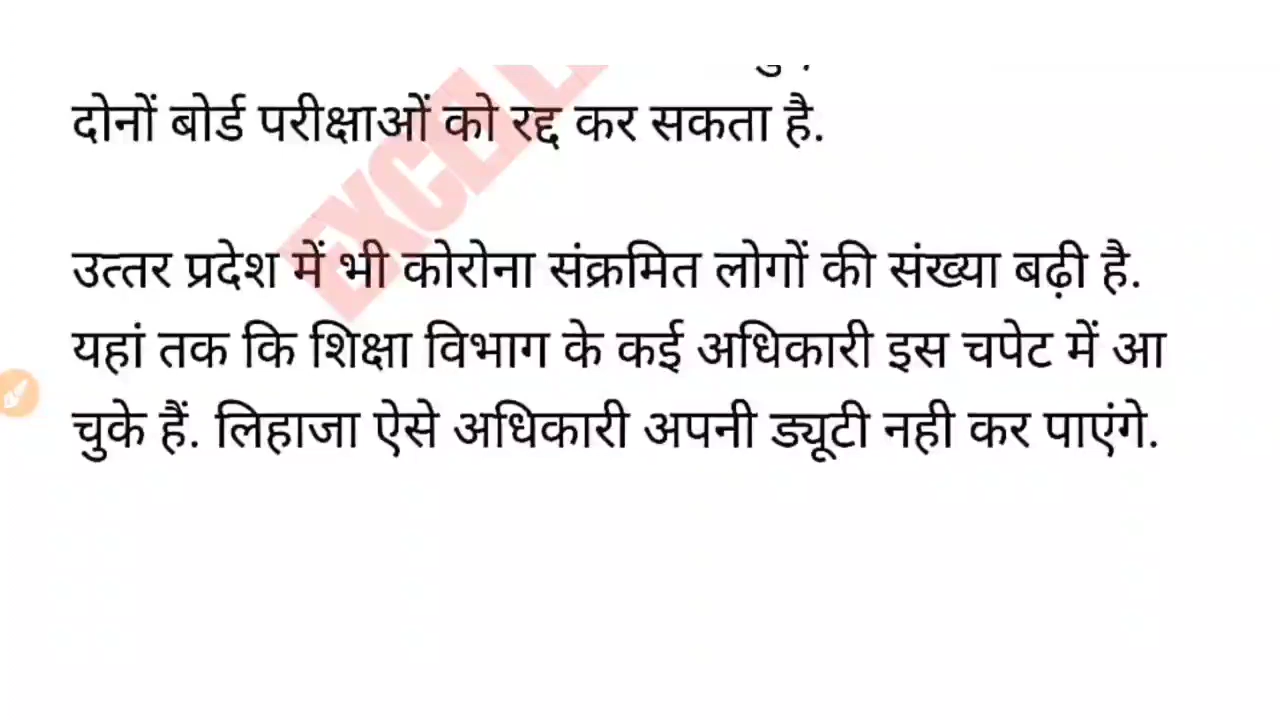 दोनों बोर्ड परीक्षाओं को रद्द कर सकता है.
उत्तर प्रदेश में भी कोरोना संक्रमित लोगों की संख्या बढ़ी है.
यहां तक कि शिक्षा विभाग के कई अधिकारी इस चपेट में आ
चुके हैं. लिहाजा ऐसे अधिकारी अपनी ड्यूटी नही कर पाएंगे.